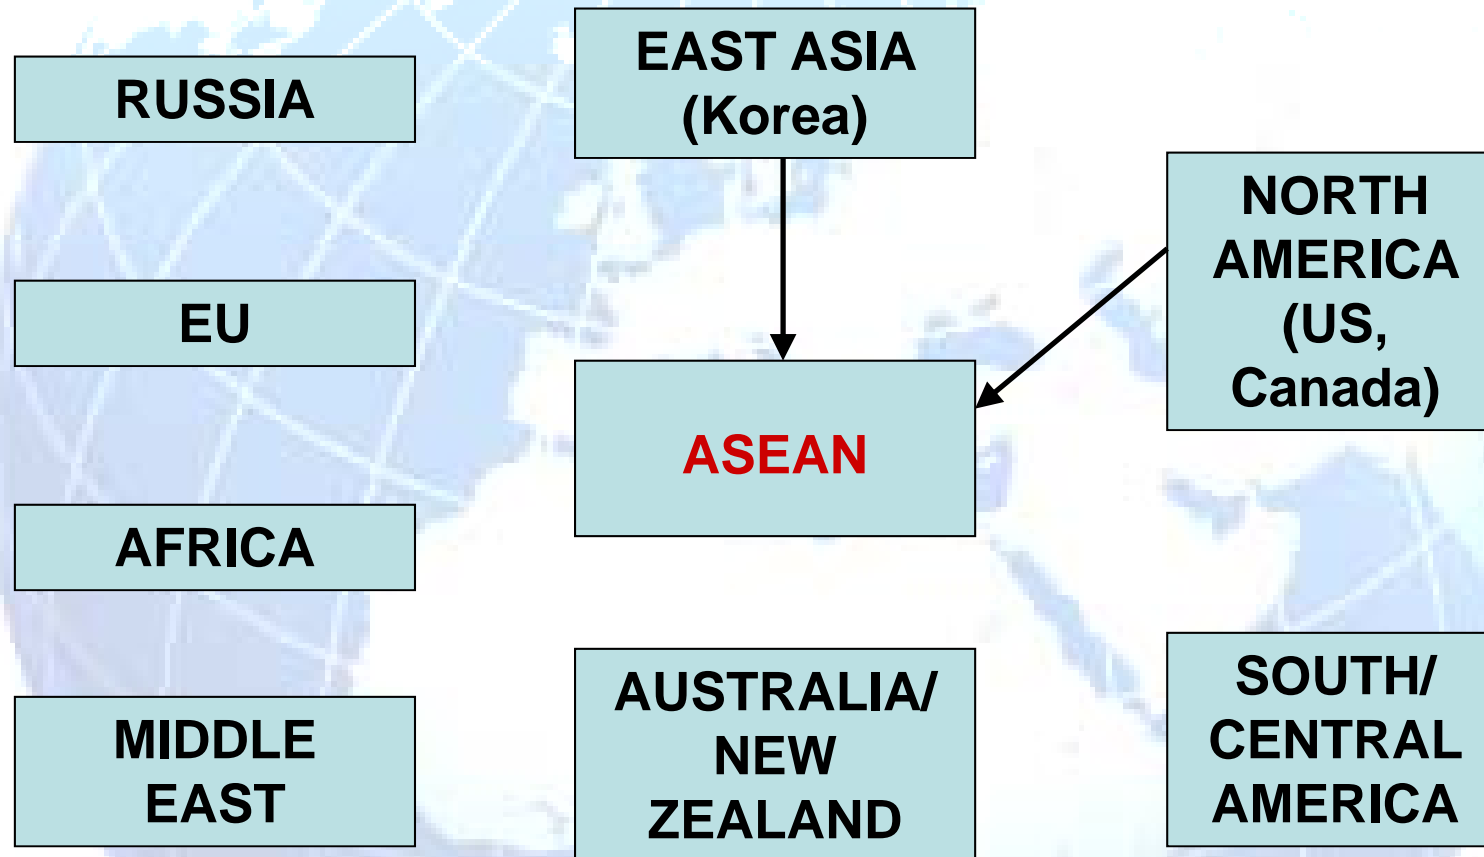 RUSSIA
EAST ASIA
(Korea)
NORTH
AMERICA
(US,
Canada)
EU
ASEAN
AFRICA
MIDDLE
EAST
AUSTRALIA/
NEW
ZEALAND
SOUTH/
CENTRAL
AMERICA